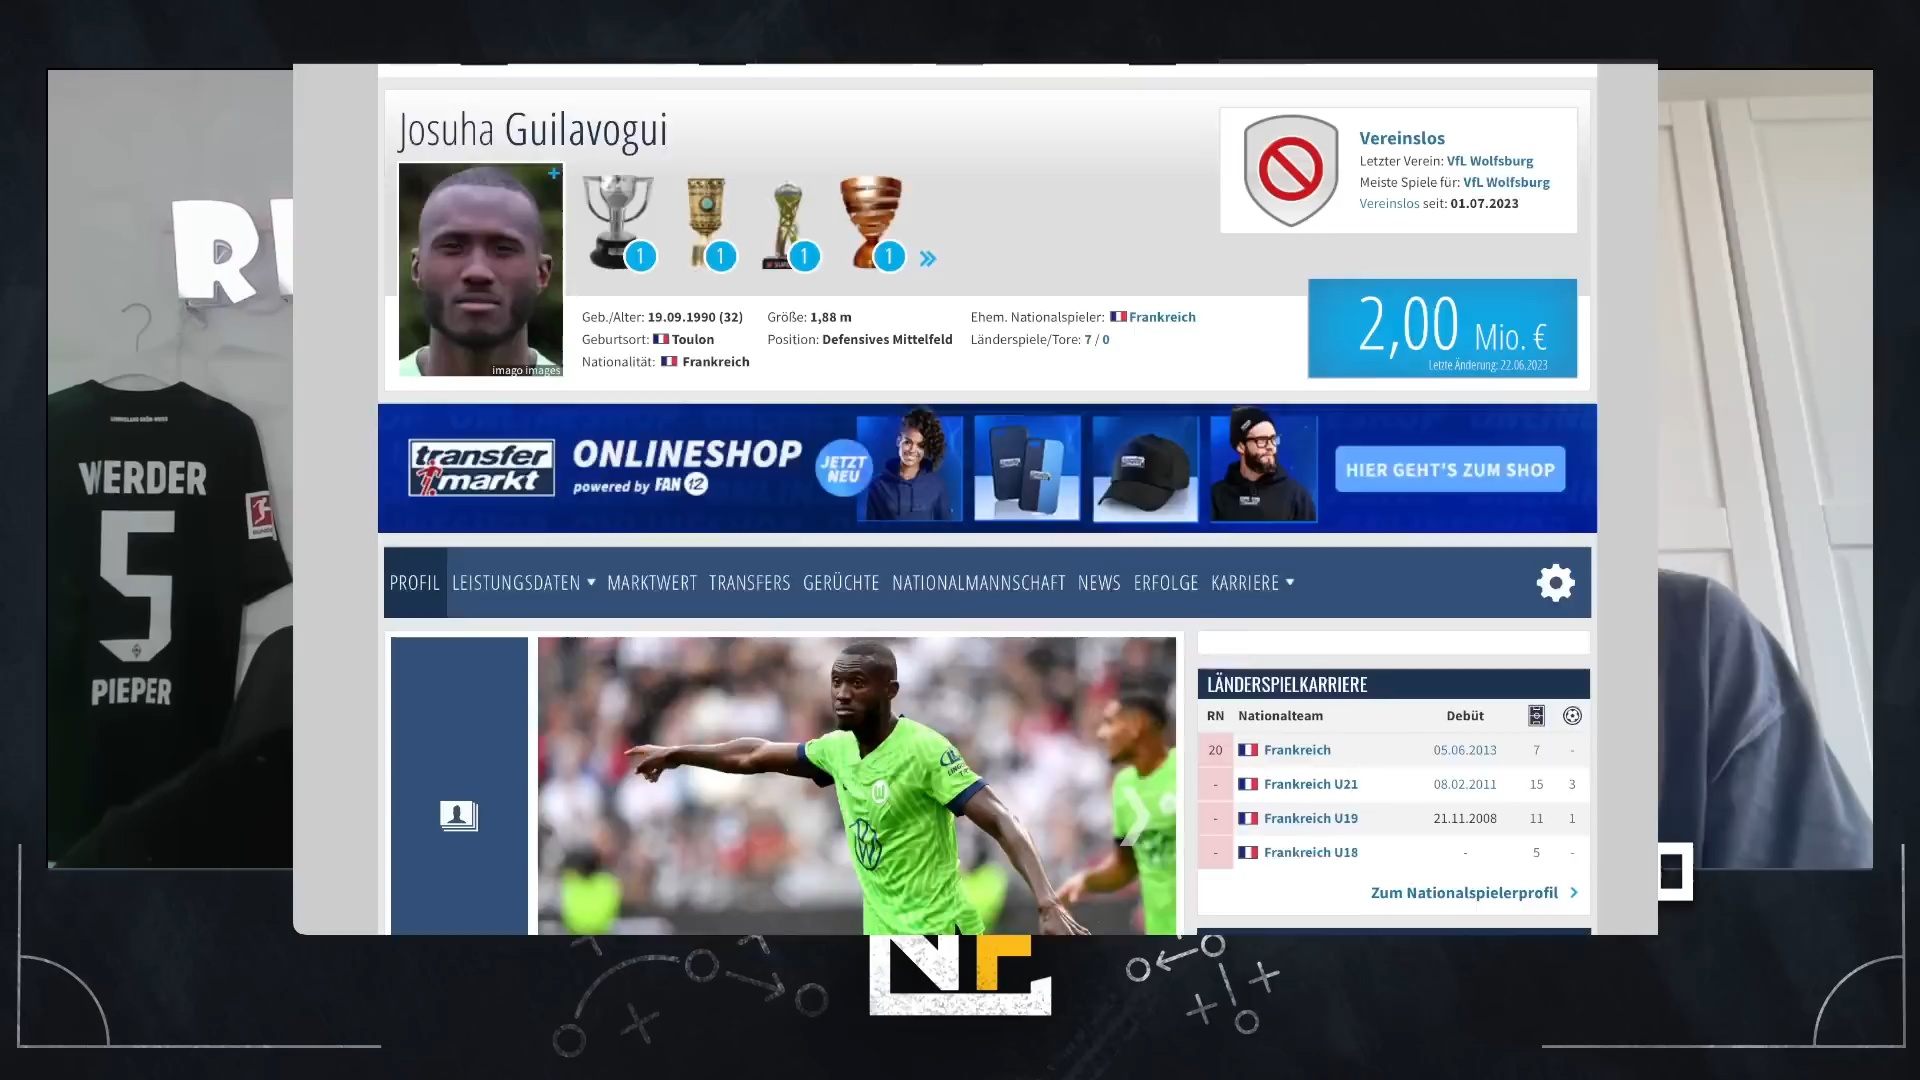 Josuha Guilavogui
1
1
1
1
imago images
Geb./Alter: 19.09.1990 (32)
Geburtsort: Toulon
Nationalität: Frankreich
Größe: 1,88 m
Position: Defensives Mittelfeld
Ehem. Nationalspieler: Frankreich
Länderspiele/Tore: 7 / 0
Vereinslos
Letzter Verein: VfL Wolfsburg
Meiste Spiele für: VfL Wolfsburg
Vereinslos seit: 01.07.2023
2,00 Mio. €
Letzte Änderung: 22.06.2023
transfer
markt
ONLINESHOP
powered by FAN 12
JETZT
NEU
HIER GEHT'S ZUM SHOP
PROFIL LEISTUNGSDATEN MARKTWERT TRANSFERS GERÜCHTE NATIONALMANNSCHAFT NEWS ERFOLGE KARRIERE
LÄNDERSPIELKARRIERE
RN Nationalteam Debüt
20 Frankreich 05.06.2013 7 -
- Frankreich U21 08.02.2011 15 3
- Frankreich U19 21.11.2008 11 1
- Frankreich U18 - 5 -
Zum Nationalspielerprofil
WERDER
5
PIEPER